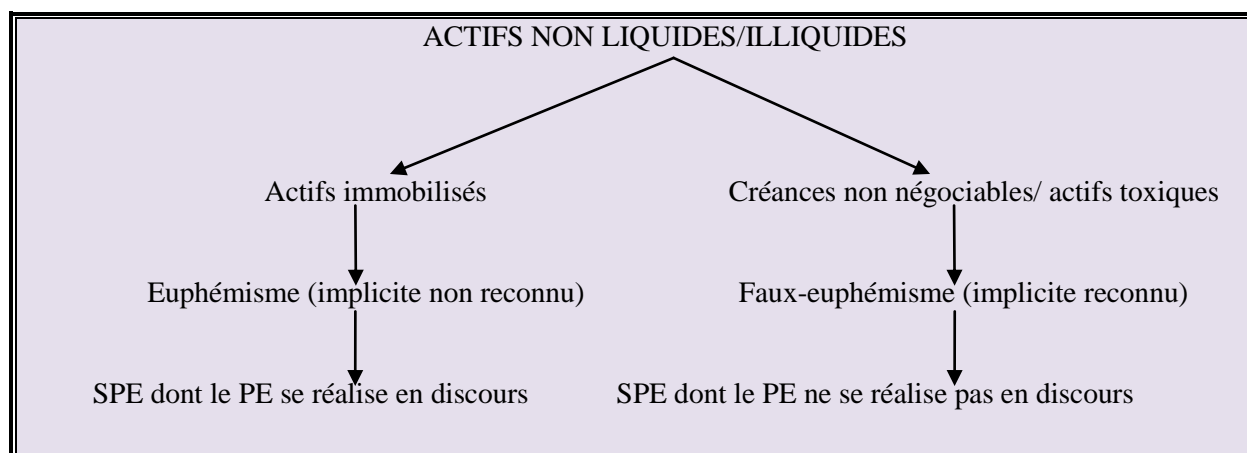 ACTIFS NON LIQUIDES/ILLIQUIDES
Actifs immobilisés
Créances non négociables/ actifs toxiques
Euphémisme (implicite non reconnu)
Faux-euphémisme (implicite reconnu)
SPE dont le PE se réalise en discours
SPE dont le PE ne se réalise pas en discours